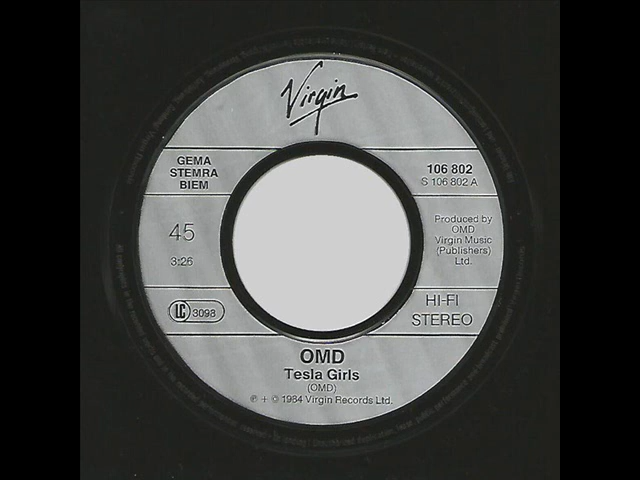 Virgin
GEMA
STEMRA
BIEM
106 802
S 106 802 A
45
3:26
Produced by
OMD
Virgin Music
(Publishers)
Ltd.
LC 3098
HI-FI
STEREO
OMD
Tesla Girls
(OMD)
℗ + © 1984 Virgin Records Ltd.